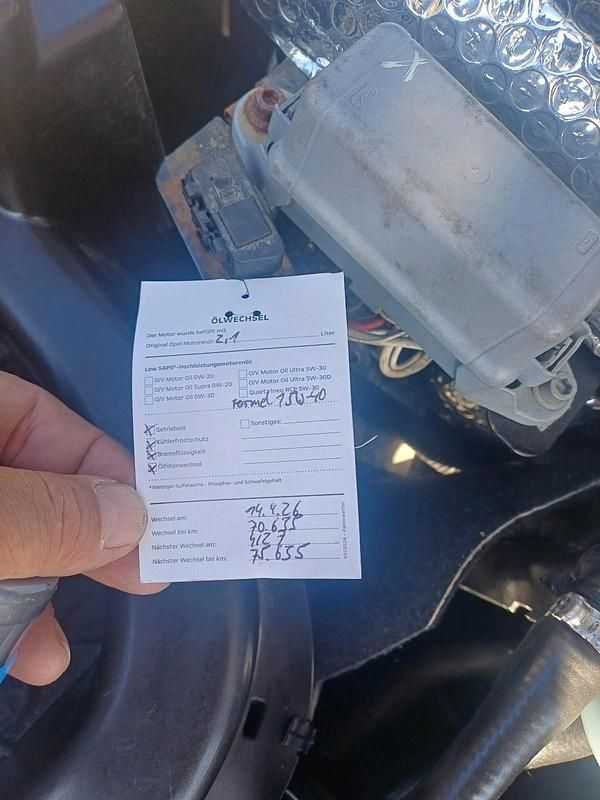 ÖLWECHSEL
Der Motor wurde befüllt mit
Original Opel Motorenöl 2,1 Liter
Low SAPS*-Hochleistungsmotorenöl:
O/V Motor Oil 0W-20
O/V Motor Oil Supra 0W-20
O/V Motor Oil 0W-30
O/V Motor Oil Ultra 5W-30
O/V Motor Oil Ultra 5W-30D
Quartz Ineo RCP 5W-30
Formel 15W-40
Getriebeöl
Kühlerfrostschutz
Bremsflüssigkeit
Ölfilterwechsel
Sonstiges:
*Niedriger Sulfatasche-, Phosphor- und Schwefelgehalt
Wechsel am: 14.4.26
Wechsel bei km: 70.635
Nächster Wechsel am: 4127
Nächster Wechsel bei km: 75.635